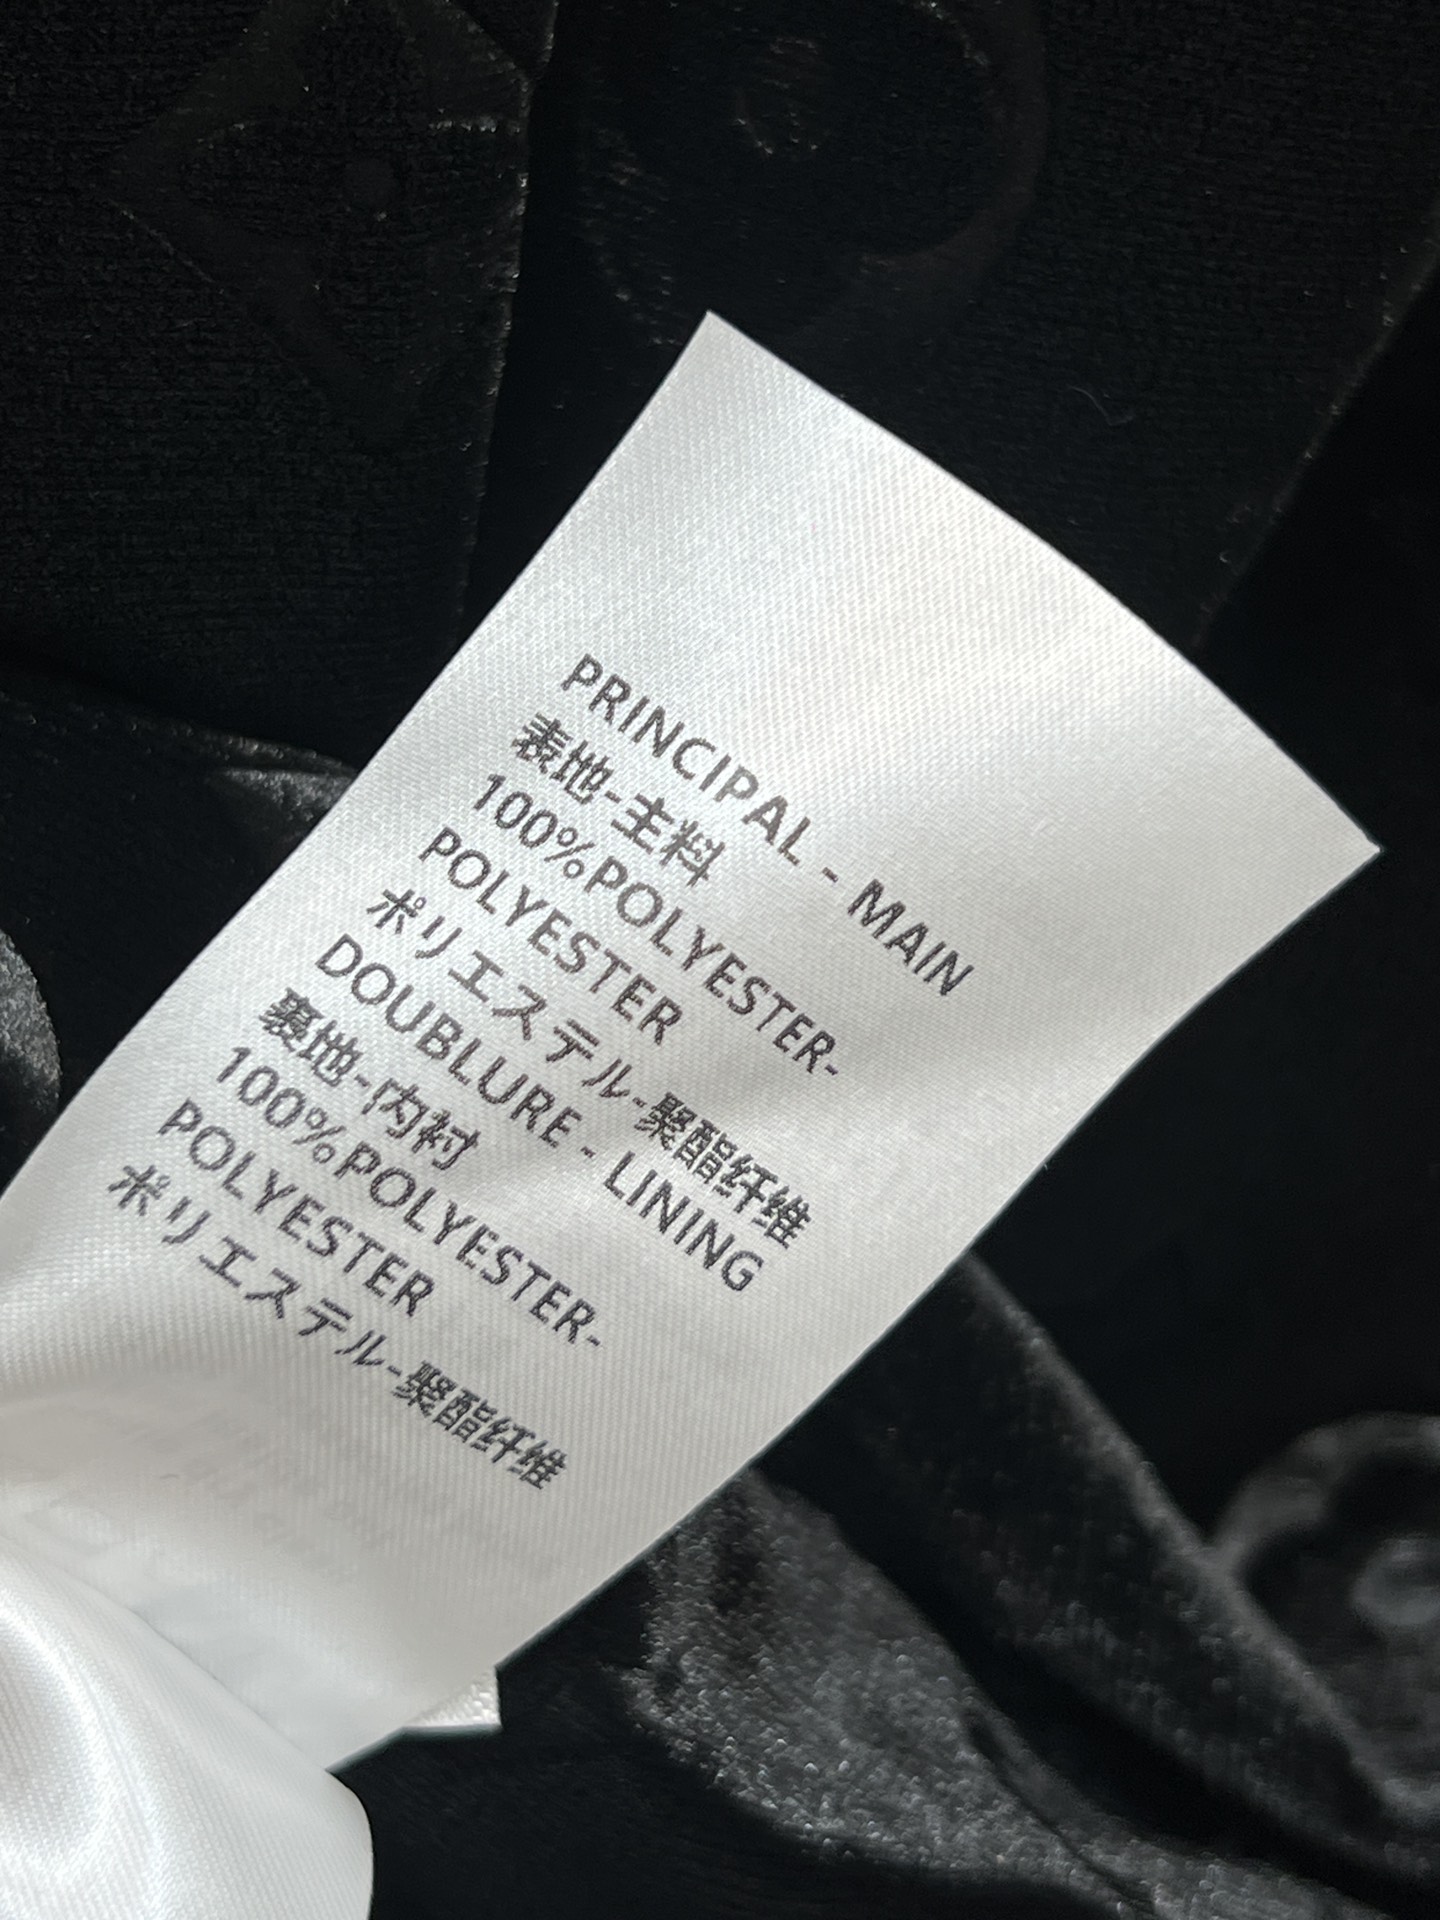 PRINCIPAL - MAIN
表地-主料
100%POLYESTER-
POLYESTER
ポリエステル-聚酯纤维
DOUBLURE - LINING
裏地-内衬
100%POLYESTER-
POLYESTER
ポリエステル-聚酯纤维